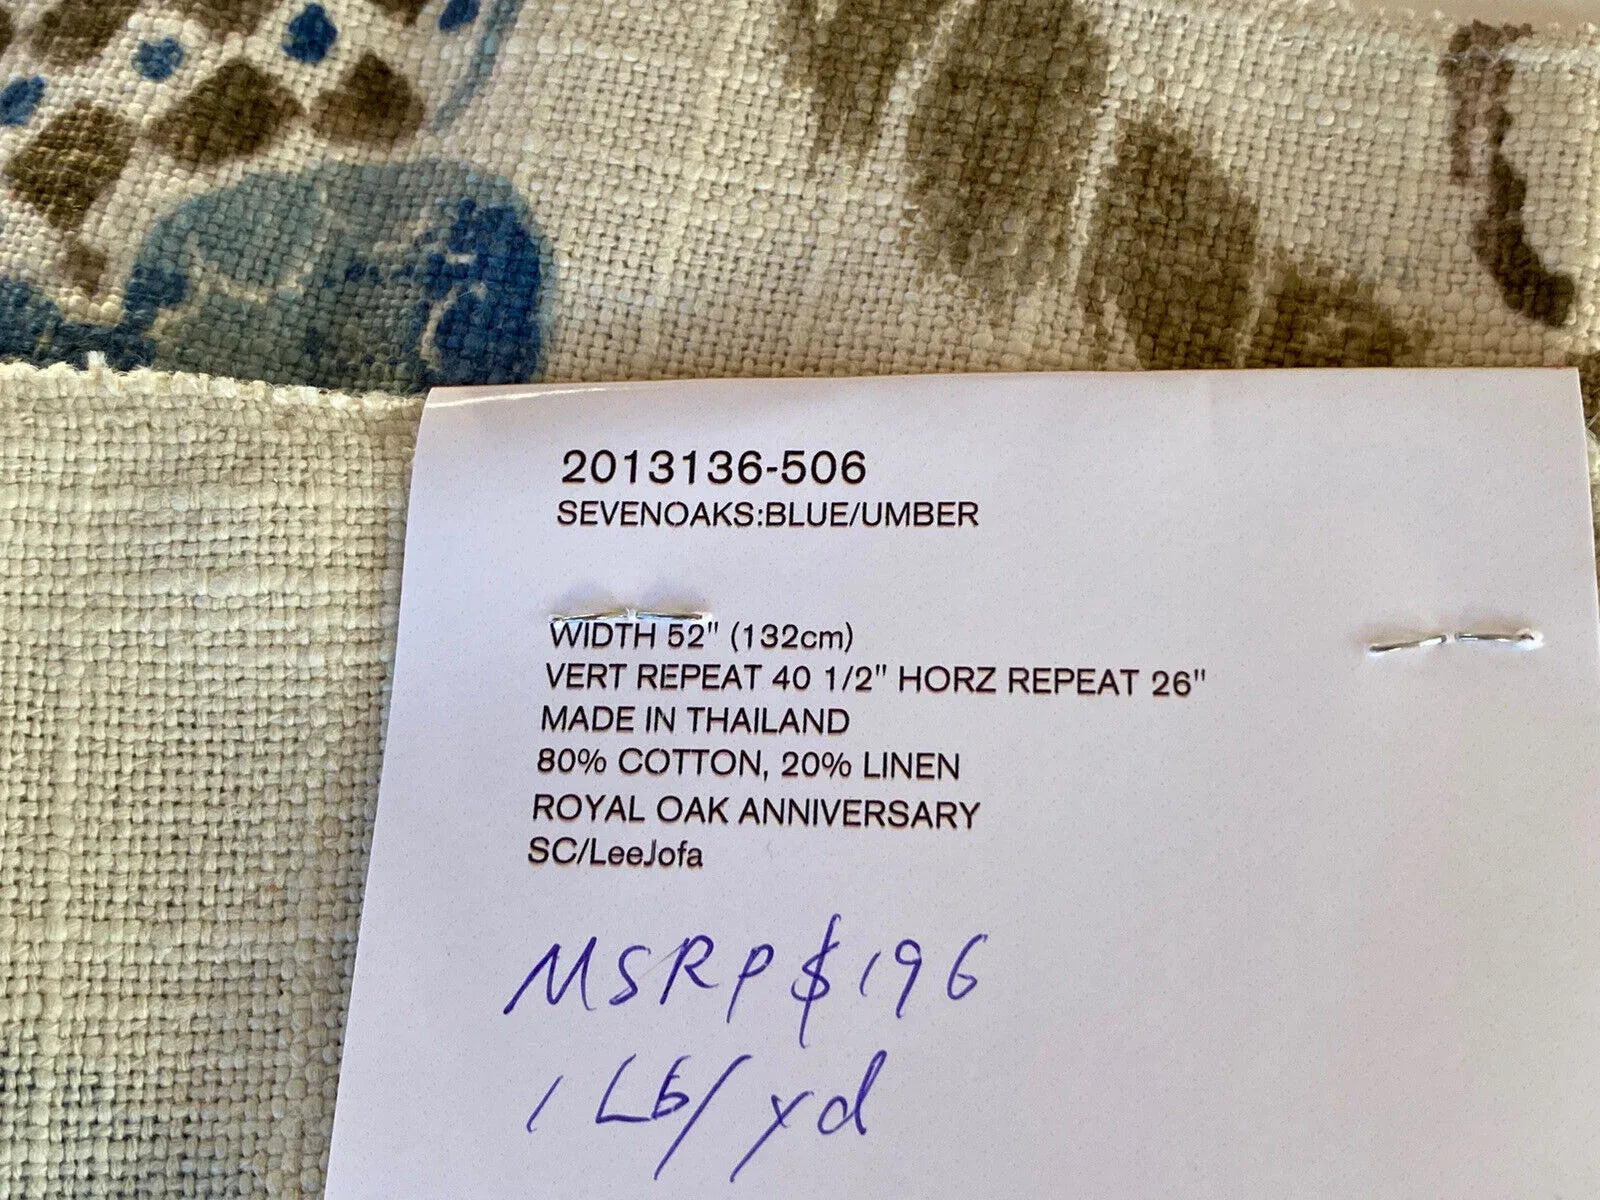 2013136-506
SEVENOAKS:BLUE/UMBER
WIDTH 52" (132cm)
VERT REPEAT 40 1/2" HORZ REPEAT 26"
MADE IN THAILAND
80% COTTON, 20% LINEN
ROYAL OAK ANNIVERSARY
SC/LeeJofa
MSRP $196
1 Lb/yd